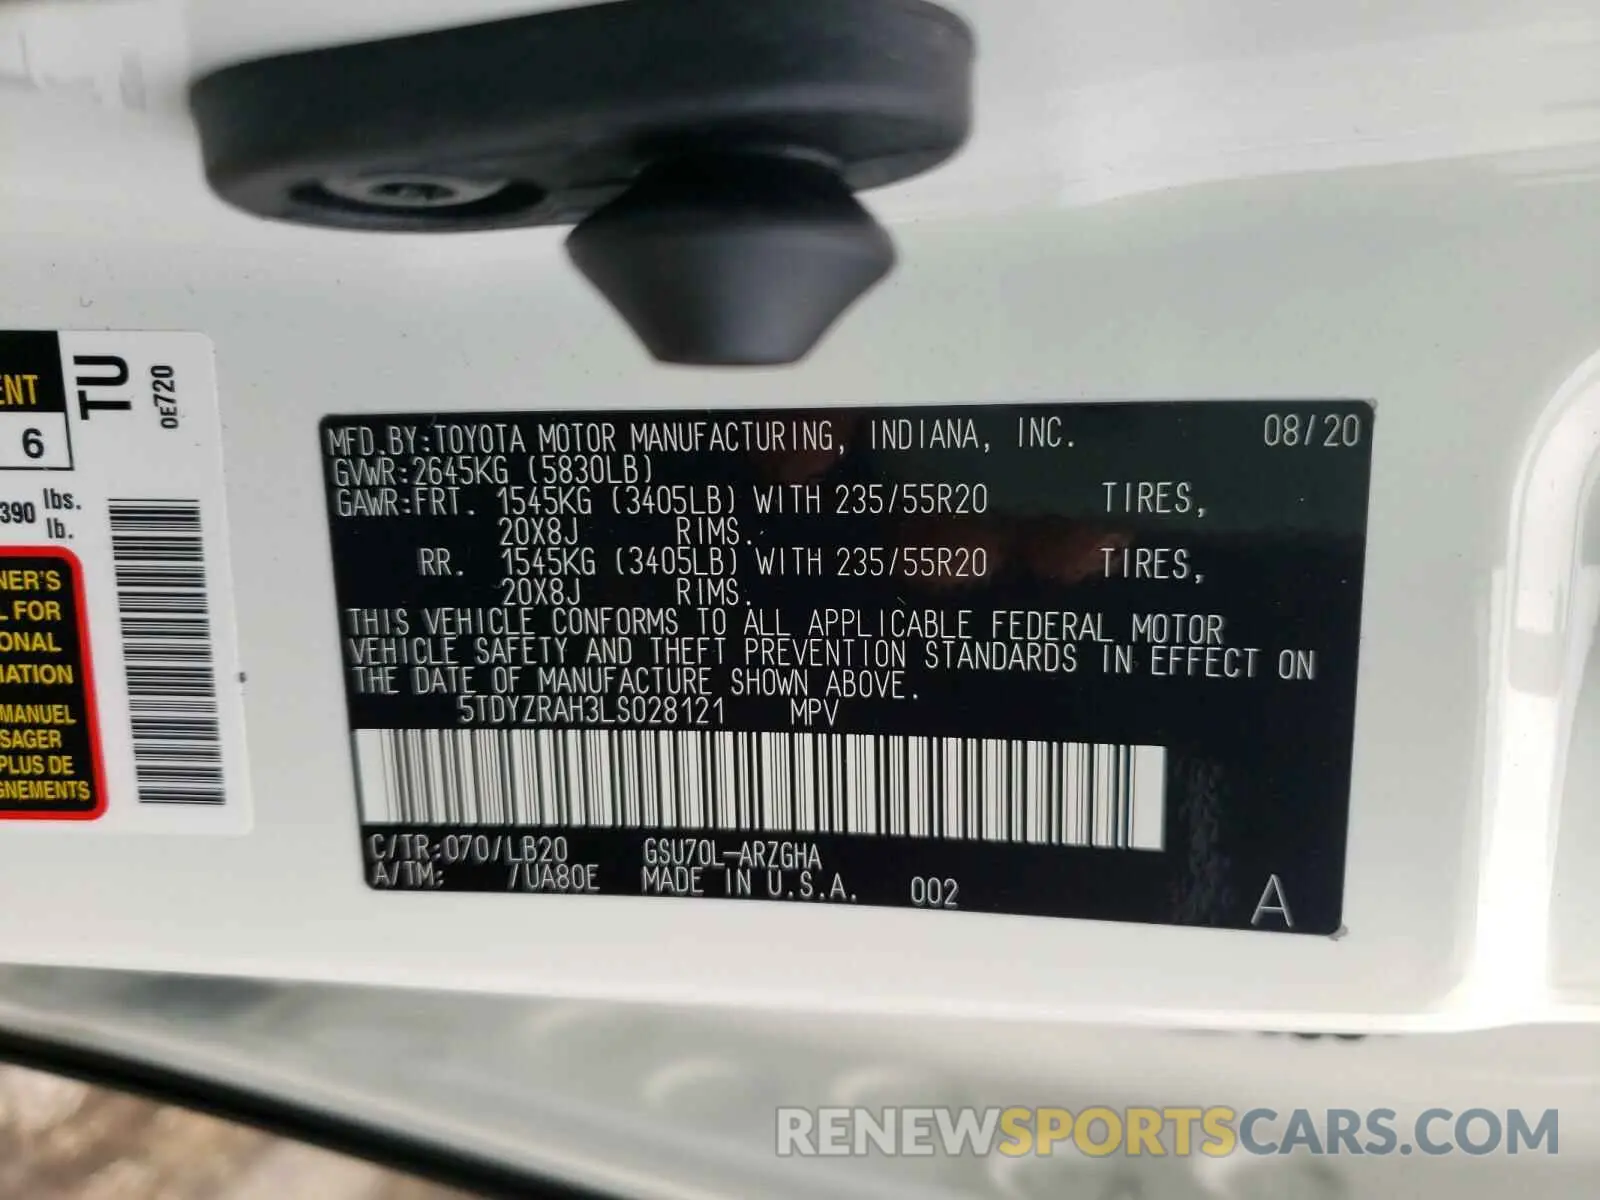 ENT
6
TU
0E720
390 lbs.
lb.
NER'S
L FOR
ONAL
MATION
MANUEL
SAGER
PLUS DE
GNEMENTS
MFD.BY:TOYOTA MOTOR MANUFACTURING, INDIANA, INC. 08/20
GVWR:2645KG (5830LB)
GAWR:FRT. 1545KG (3405LB) WITH 235/55R20 TIRES,
20X8J RIMS.
RR. 1545KG (3405LB) WITH 235/55R20 TIRES,
20X8J RIMS.
THIS VEHICLE CONFORMS TO ALL APPLICABLE FEDERAL MOTOR
VEHICLE SAFETY AND THEFT PREVENTION STANDARDS IN EFFECT ON
THE DATE OF MANUFACTURE SHOWN ABOVE.
5TDYZRAH3LS028121 MPV
C/TR:070/LB20 GSU70L-ARZGHA
A/TM: /UA80E MADE IN U.S.A. 002
A
RENEWSPORTSCARS.COM